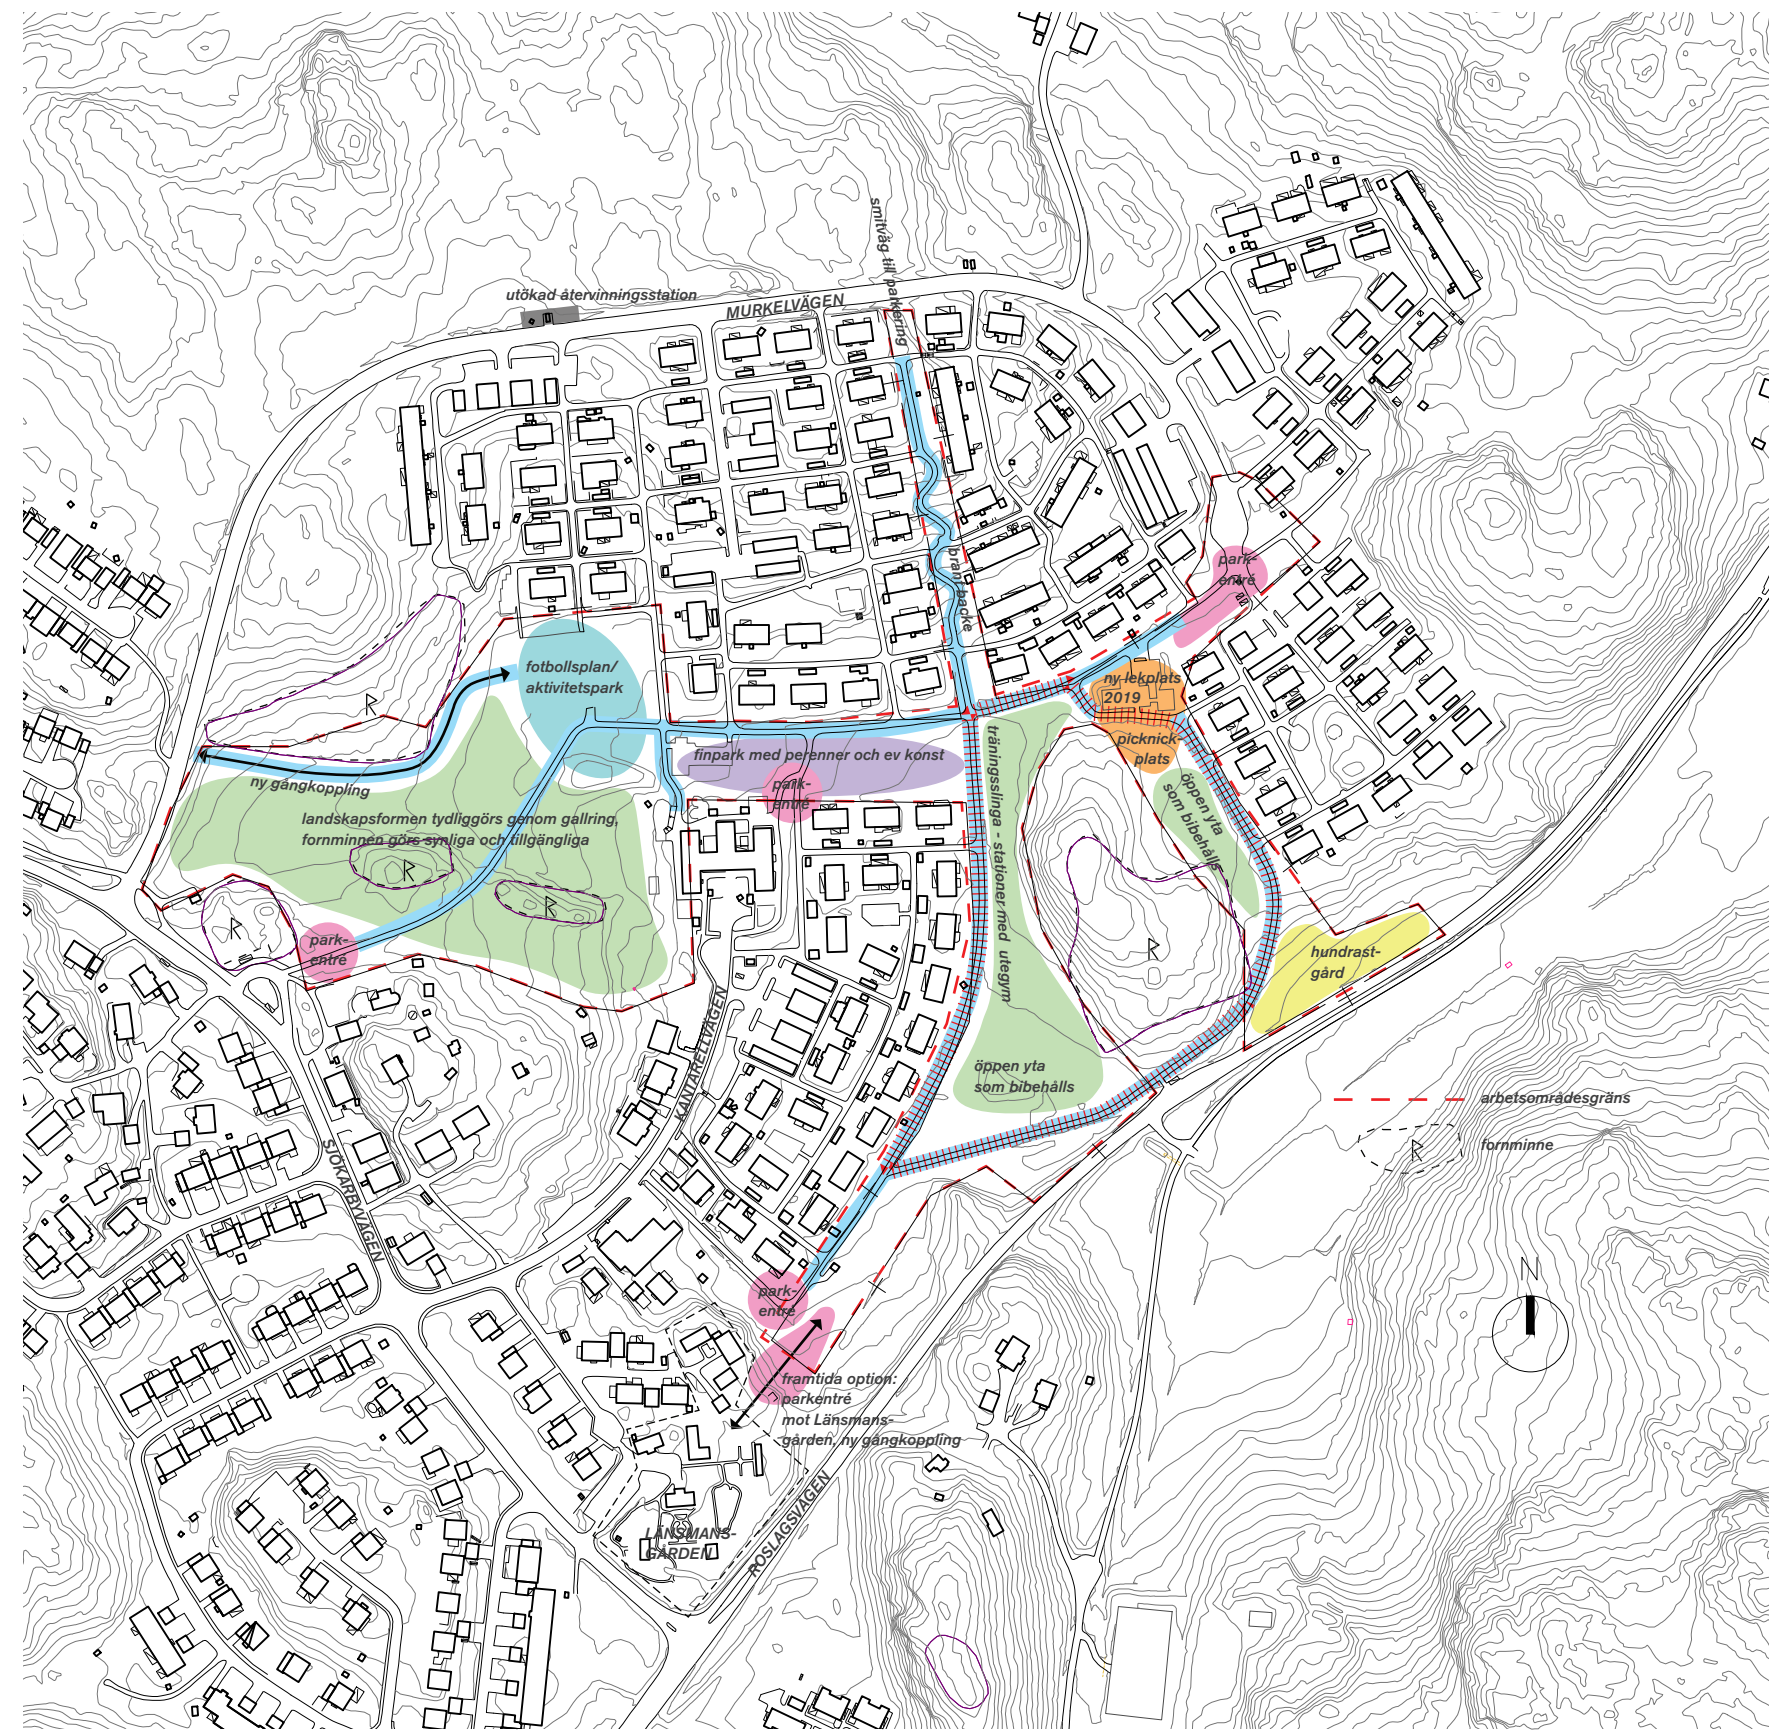 smitväg till parkering
utökad återvinningsstation
MURKELVÄGEN
brant backe
park-
entré
fotbollsplan/
aktivitetspark
ny lekplats
2019
picknick-
plats
finpark med perenner och ev konst
park-
entré
ny gångkoppling
öppen yta
som bibehålls
träningsslinga - stationer med utegym
landskapsformen tydliggörs genom gallring,
fornminnen görs synliga och tillgängliga
R
R
R
R
R
park-
entré
hundrast-
gård
öppen yta
som bibehålls
KANTARELLVÄGEN
SJÖKARBYVÄGEN
arbetsområdesgräns
R
fornminne
N
park-
entré
framtida option:
parkentré
mot Länsmans-
gården, ny gångkoppling
ROSLAGSVÄGEN
LÄNSMANS-
GÅRDEN